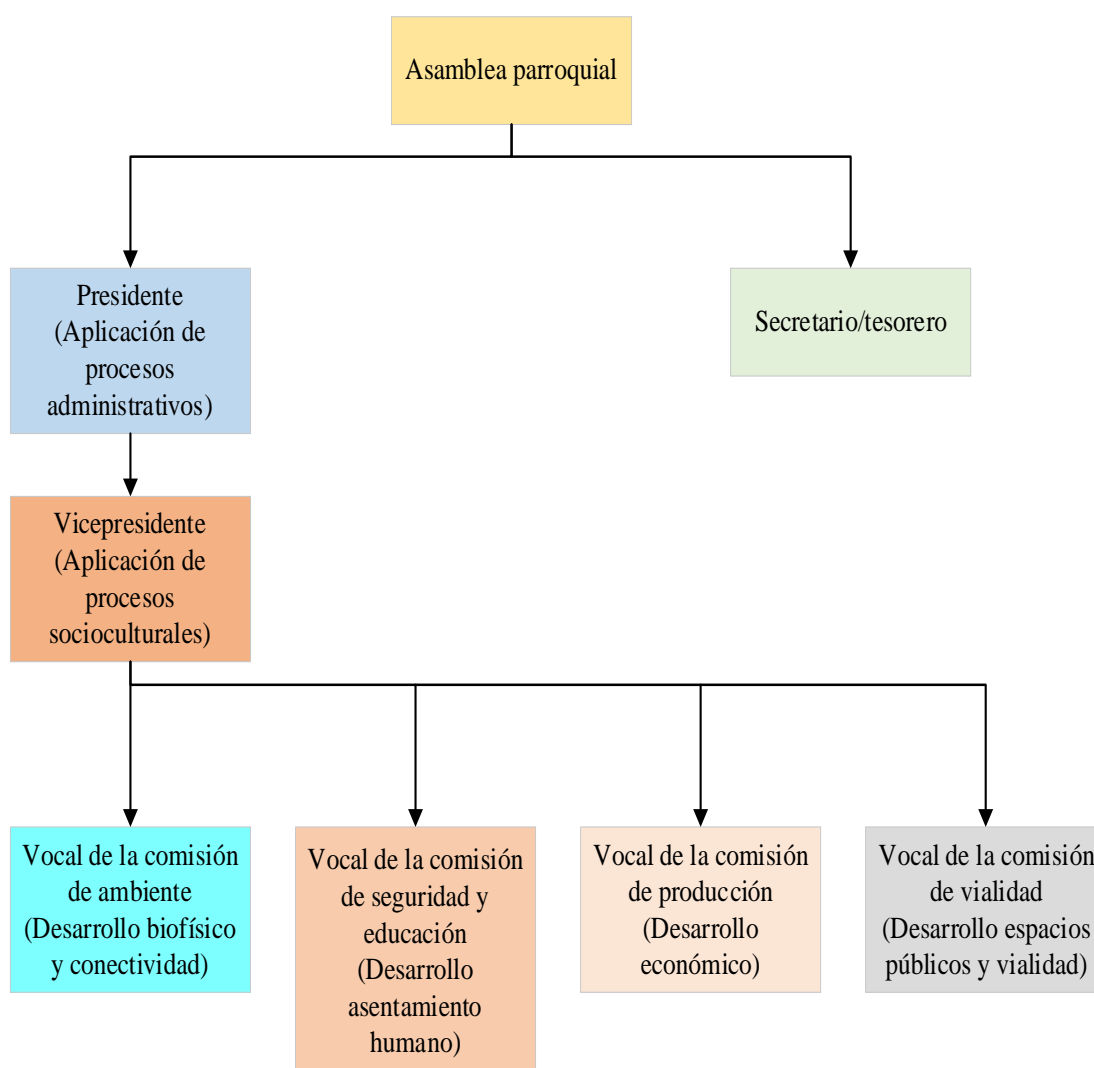 Asamblea parroquial
Presidente
(Aplicación de
procesos
administrativos)
Secretario/tesorero
Vicepresidente
(Aplicación de
procesos
socioculturales)
Vocal de la comisión
de ambiente
(Desarrollo biofísico
y conectividad)
Vocal de la comisión
de seguridad y
educación
(Desarrollo
asentamiento
humano)
Vocal de la comisión
de producción
(Desarrollo
económico)
Vocal de la comisión
de vialidad
(Desarrollo espacios
públicos y vialidad)